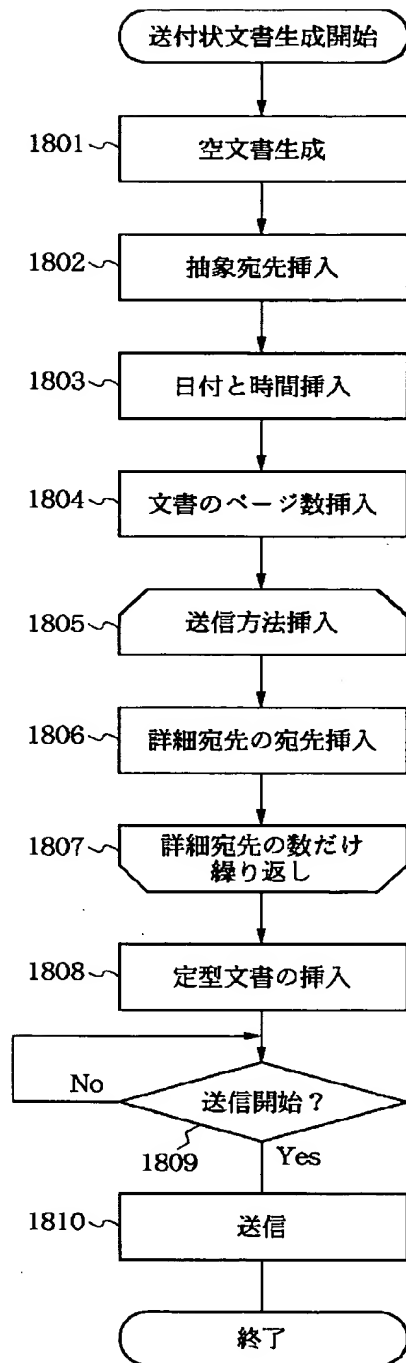 送付状文書生成開始
1801
空文書生成
1802
抽象宛先挿入
1803
日付と時間挿入
1804
文書のページ数挿入
1805
送信方法挿入
1806
詳細宛先の宛先挿入
1807
詳細宛先の数だけ
繰り返し
1808
定型文書の挿入
No
送信開始？
1809
Yes
1810
送信
終了